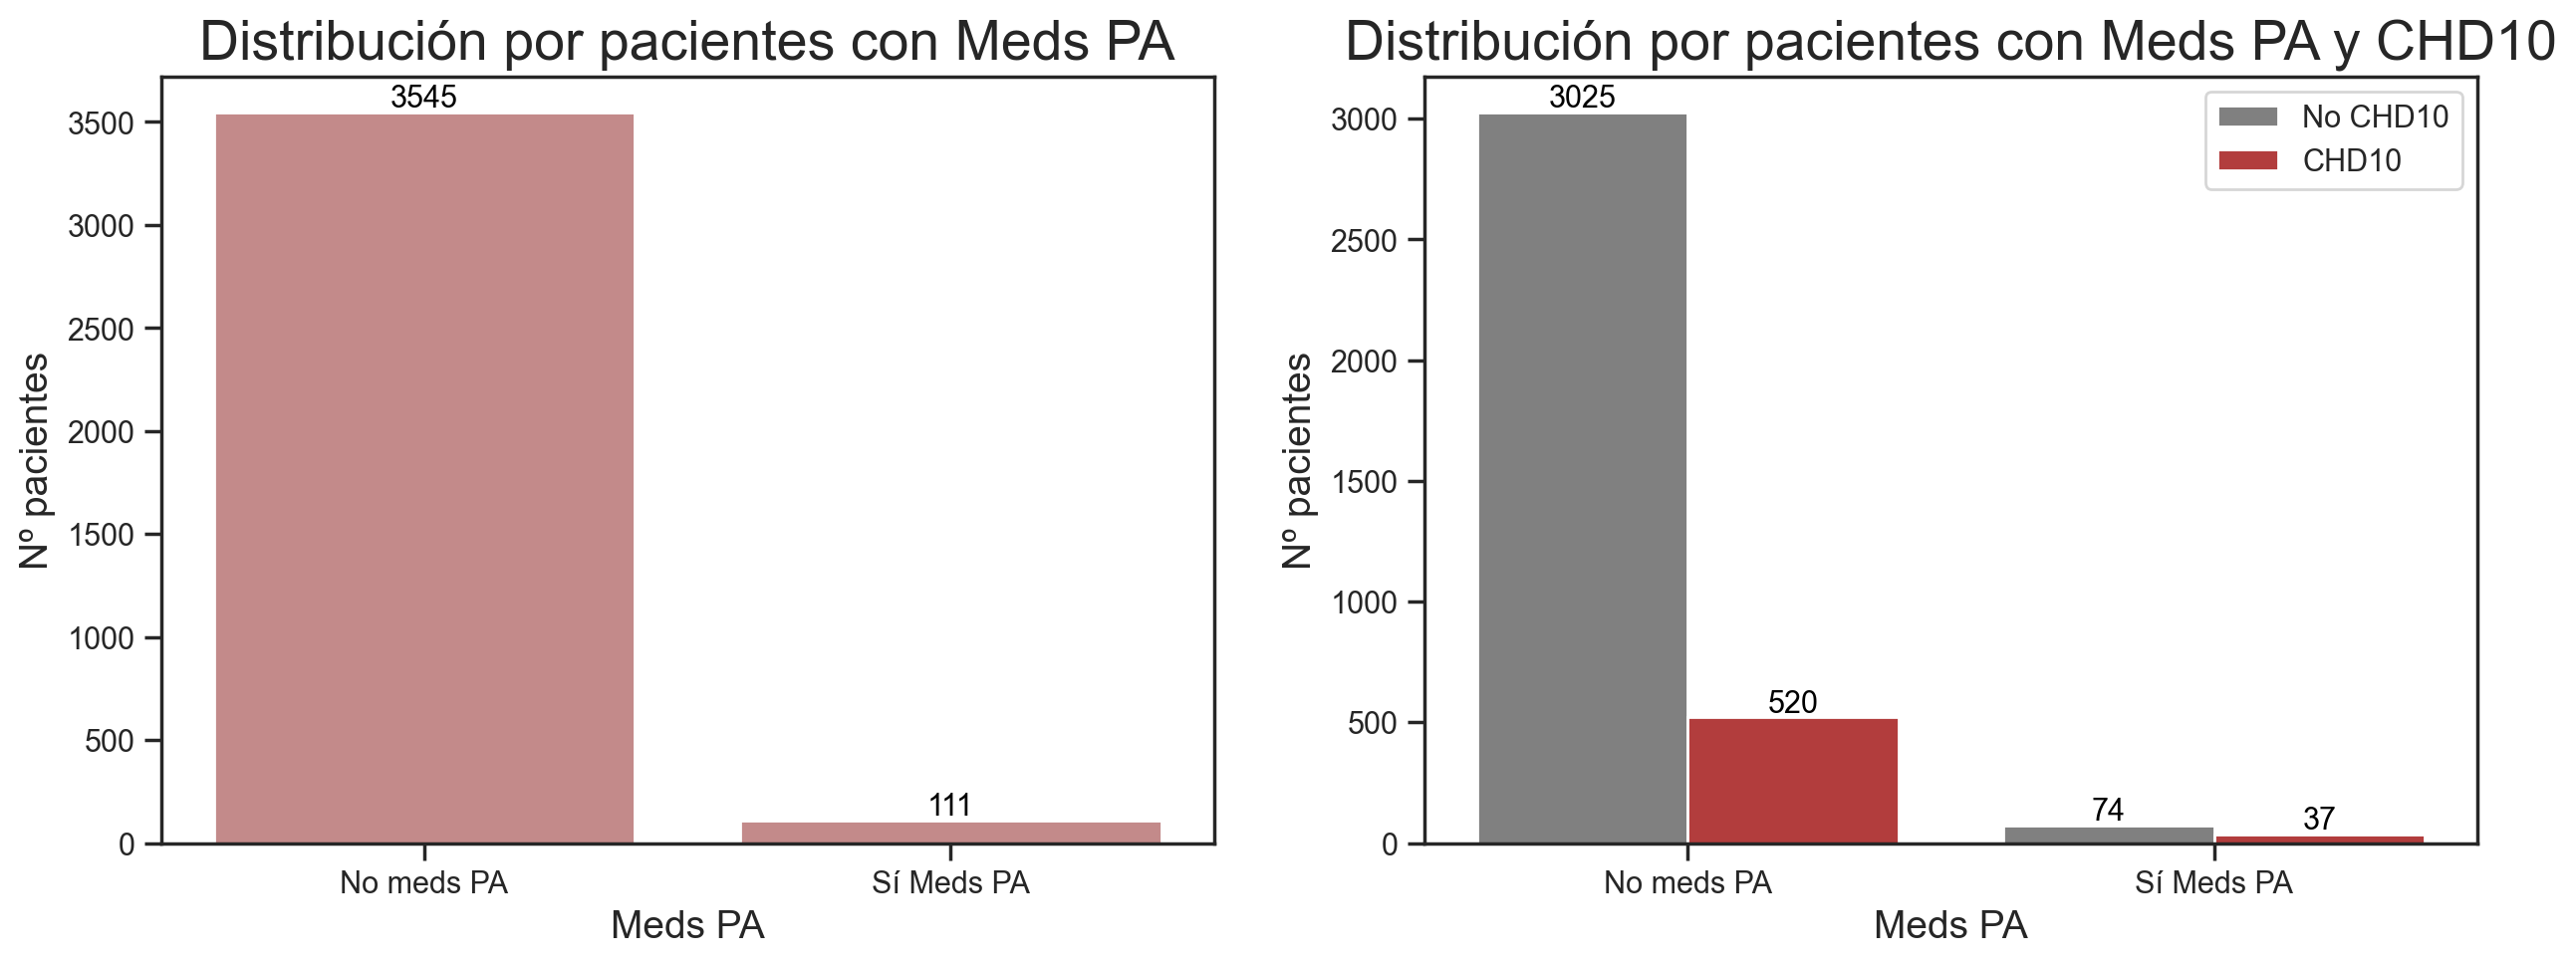 Distribución por pacientes con Meds PA
3545
3500
3000
2500
2000
1500
1000
500
0
111
Nº pacientes
No meds PA
Sí Meds PA
Meds PA
Distribución por pacientes con Meds PA y CHD10
No CHD10
CHD10
3025
3000
2500
2000
1500
1000
500
0
520
74
37
Nº pacientes
No meds PA
Sí Meds PA
Meds PA